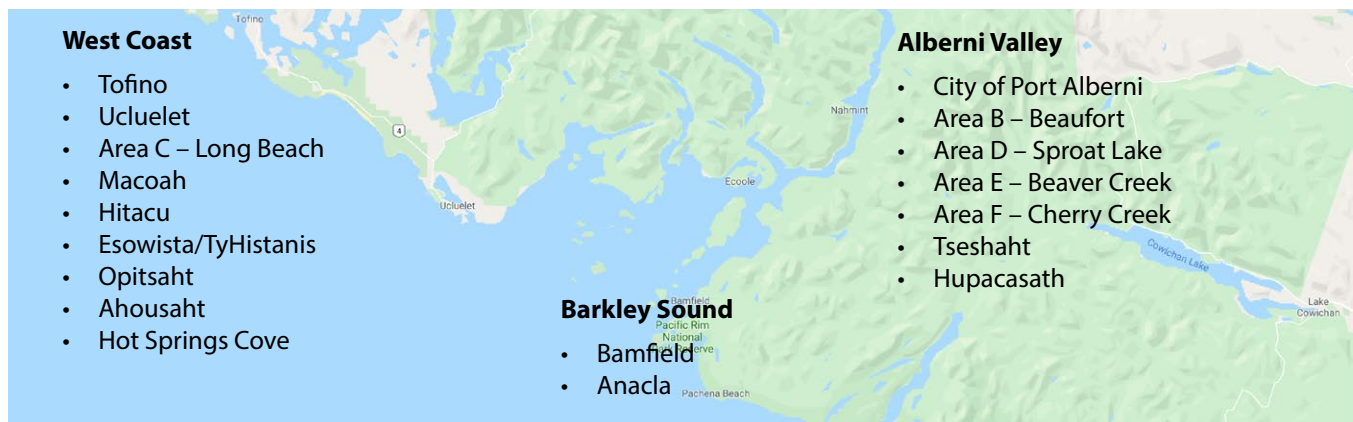 West Coast
• Tofino
• Ucluelet
• Area C – Long Beach
• Macoah
• Hitacu
• Esowista/TyHistanis
• Opitsaht
• Ahousaht
• Hot Springs Cove
Barkley Sound
• Bamfield
• Anacla
Alberni Valley
• City of Port Alberni
• Area B – Beaufort
• Area D – Sproat Lake
• Area E – Beaver Creek
• Area F – Cherry Creek
• Tseshaht
• Hupacasath
Tofino
4
Ucluelet
Nahmint
Ecoole
Bamfield
Pacific Rim
National
Park Reserve
Pachena Beach
Cowichan Lake
Lake
Cowichan